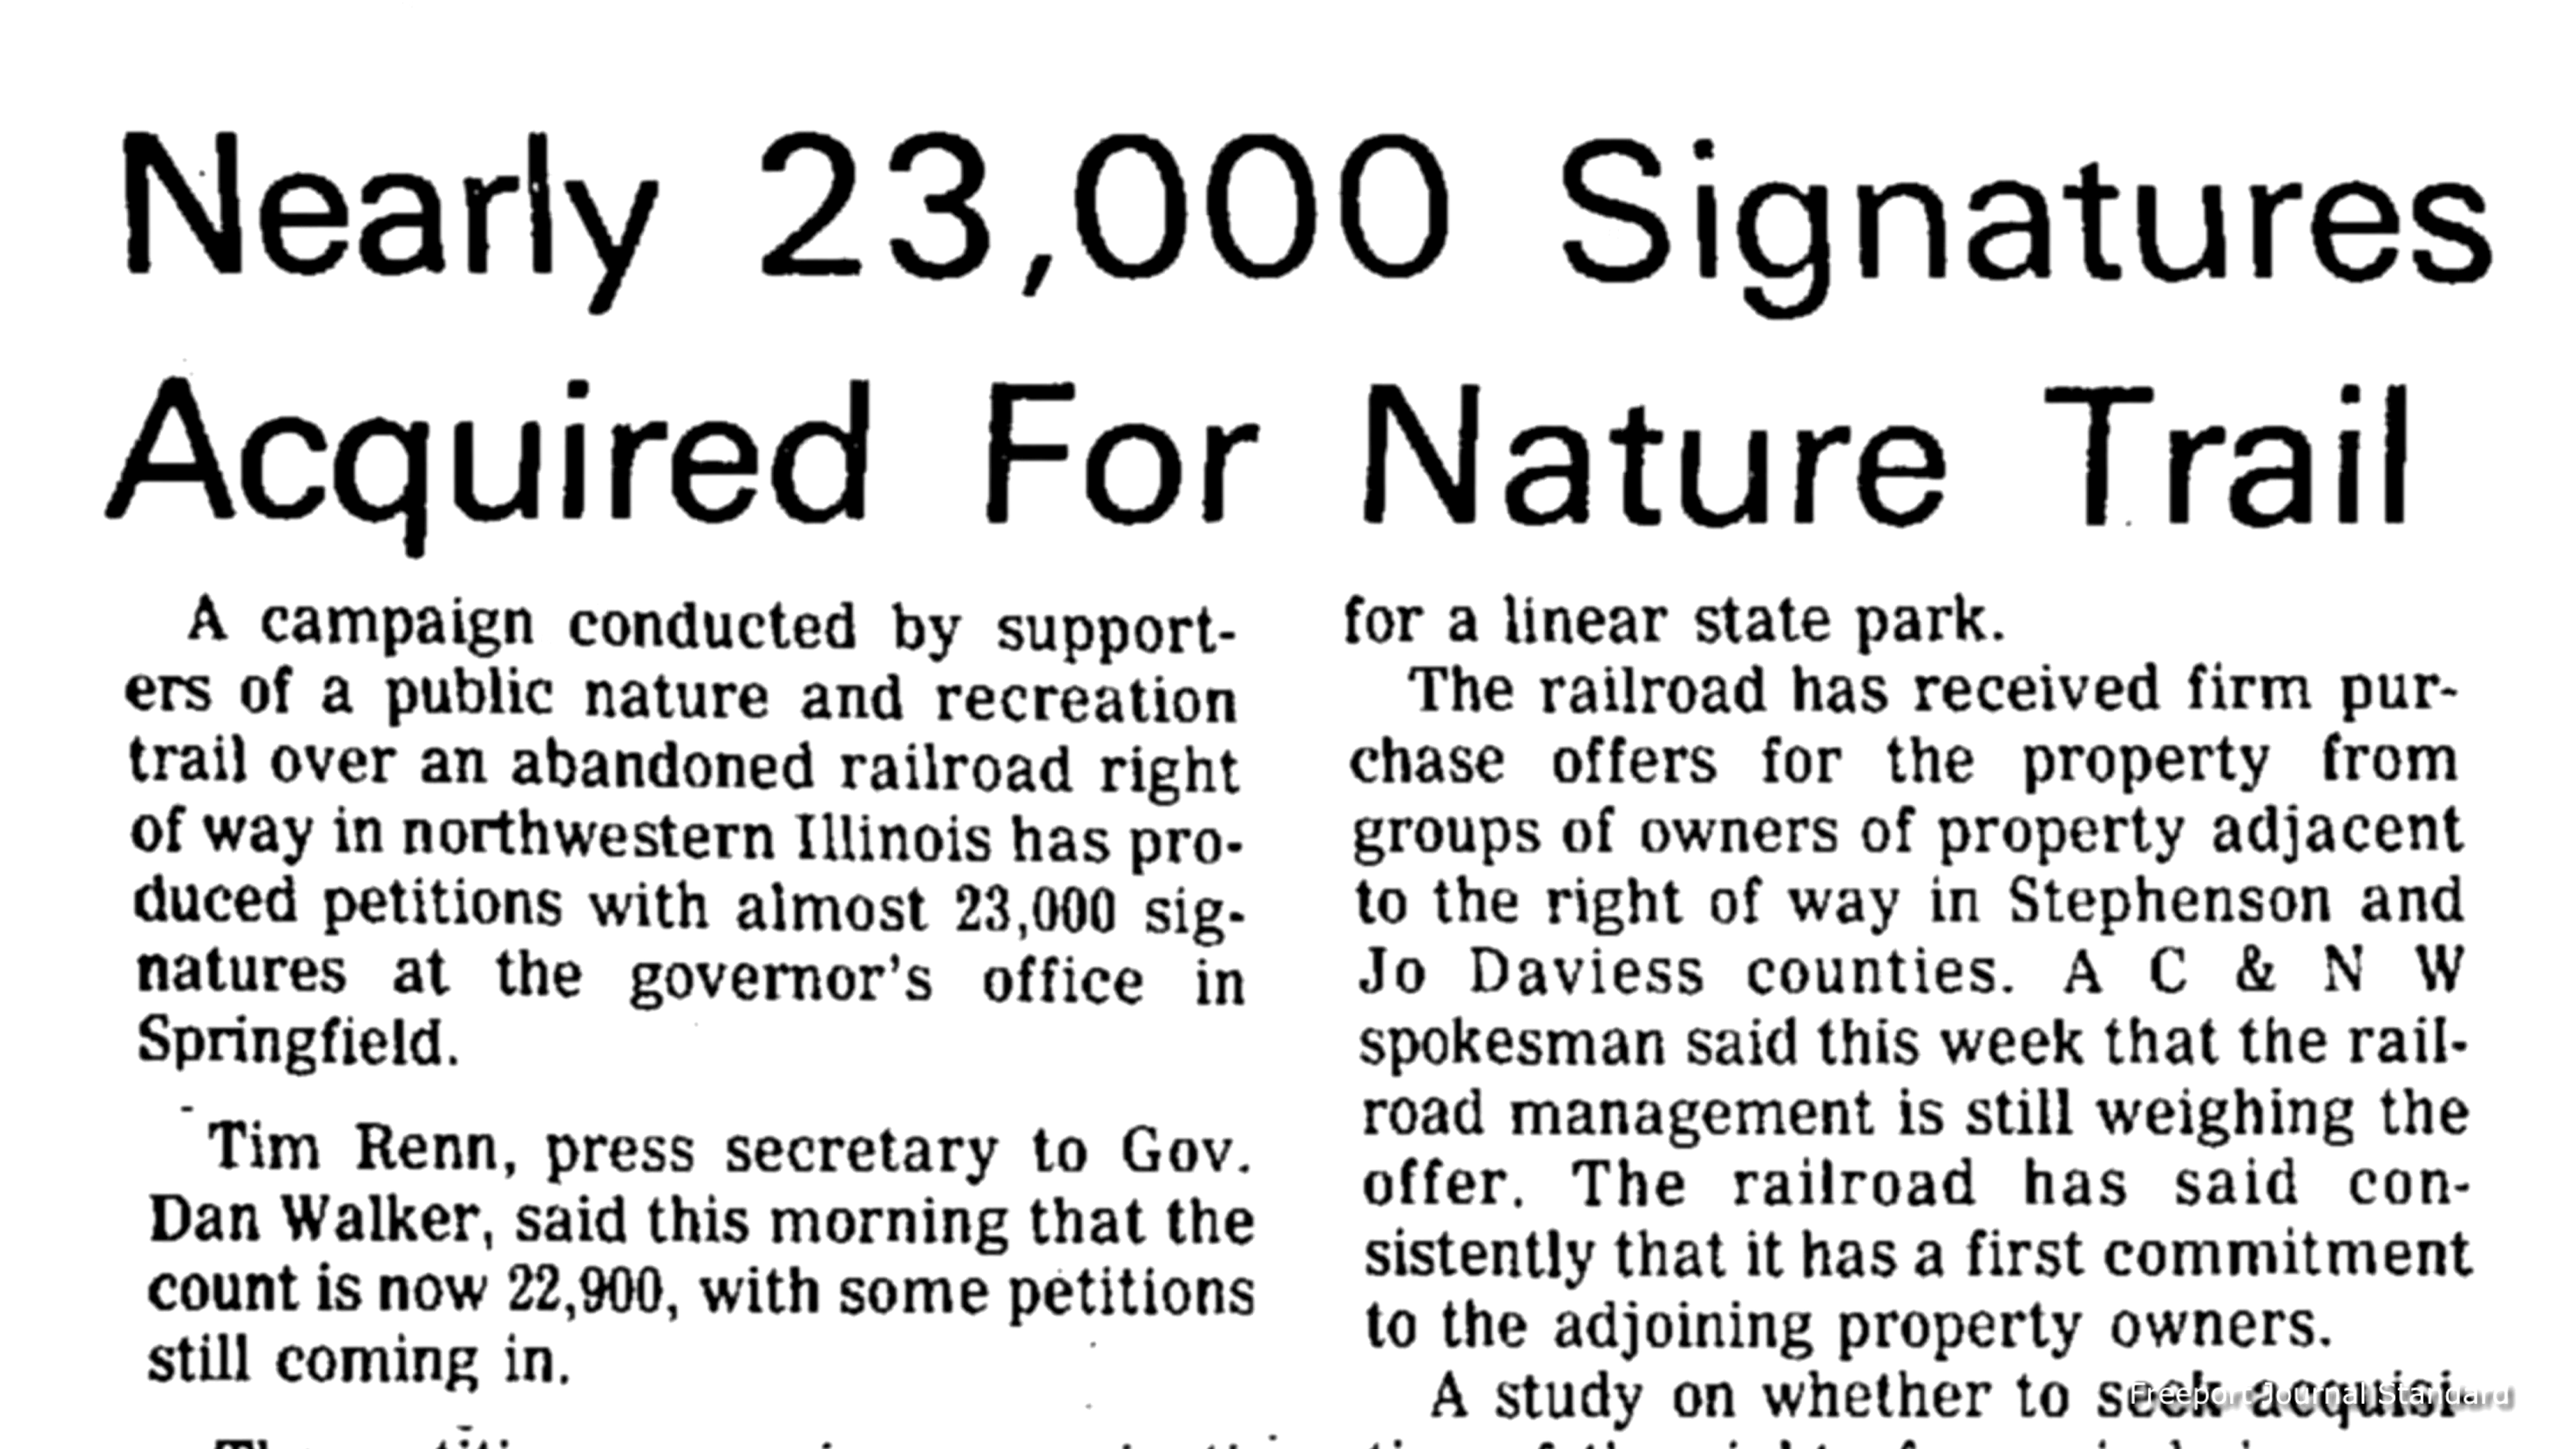 Nearly 23,000 Signatures
Acquired For Nature Trail
A campaign conducted by support-
ers of a public nature and recreation
trail over an abandoned railroad right
of way in northwestern Illinois has pro-
duced petitions with almost 23,000 sig-
natures at the governor's office in
Springfield.
Tim Renn, press secretary to Gov.
Dan Walker, said this morning that the
count is now 22,900, with some petitions
still coming in.
for a linear state park.
The railroad has received firm pur-
chase offers for the property from
groups of owners of property adjacent
to the right of way in Stephenson and
Jo Daviess counties. A C & N W
spokesman said this week that the rail-
road management is still weighing the
offer. The railroad has said con-
sistently that it has a first commitment
to the adjoining property owners.
A study on whether to seek acquisi
Freeport Journal Standard